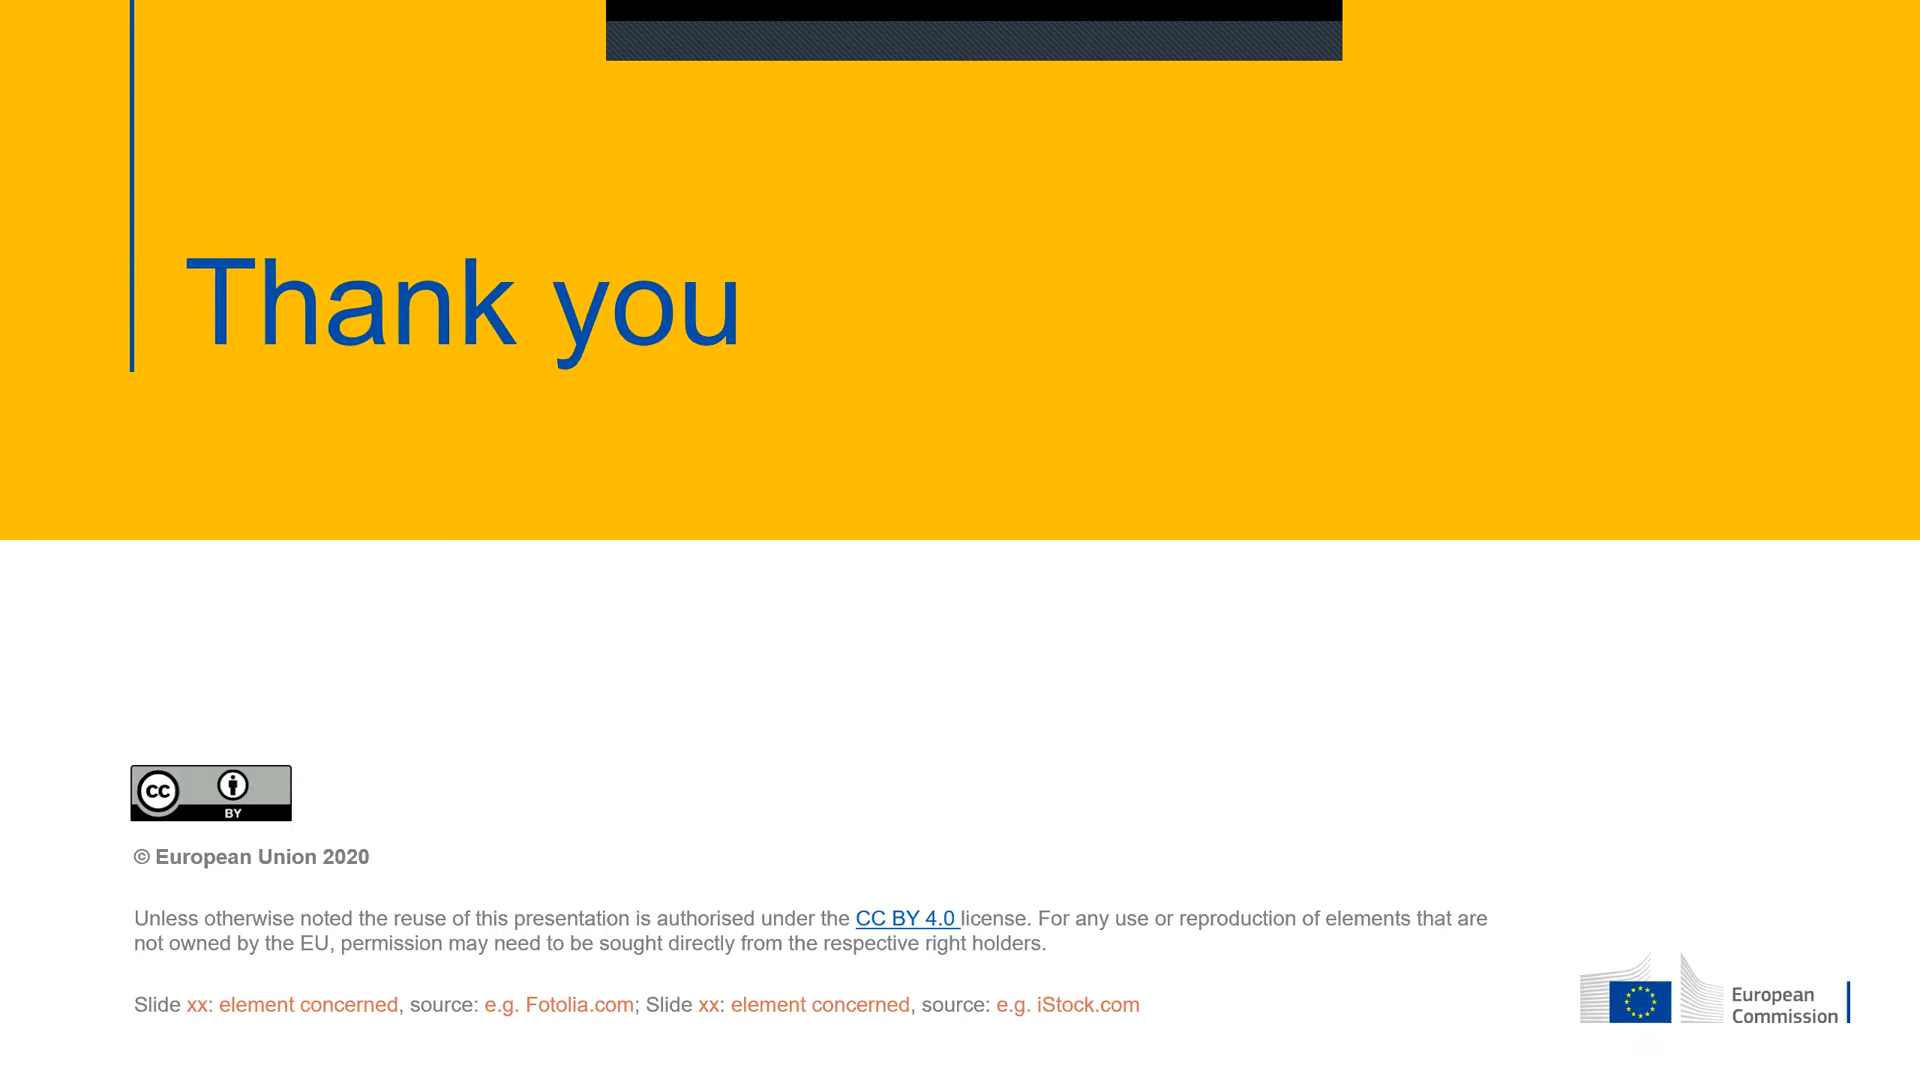 Thank you
cc
BY
© European Union 2020
Unless otherwise noted the reuse of this presentation is authorised under the CC BY 4.0 license. For any use or reproduction of elements that are
not owned by the EU, permission may need to be sought directly from the respective right holders.
Slide xx: element concerned, source: e.g. Fotolia.com; Slide xx: element concerned, source: e.g. iStock.com
European
Commission